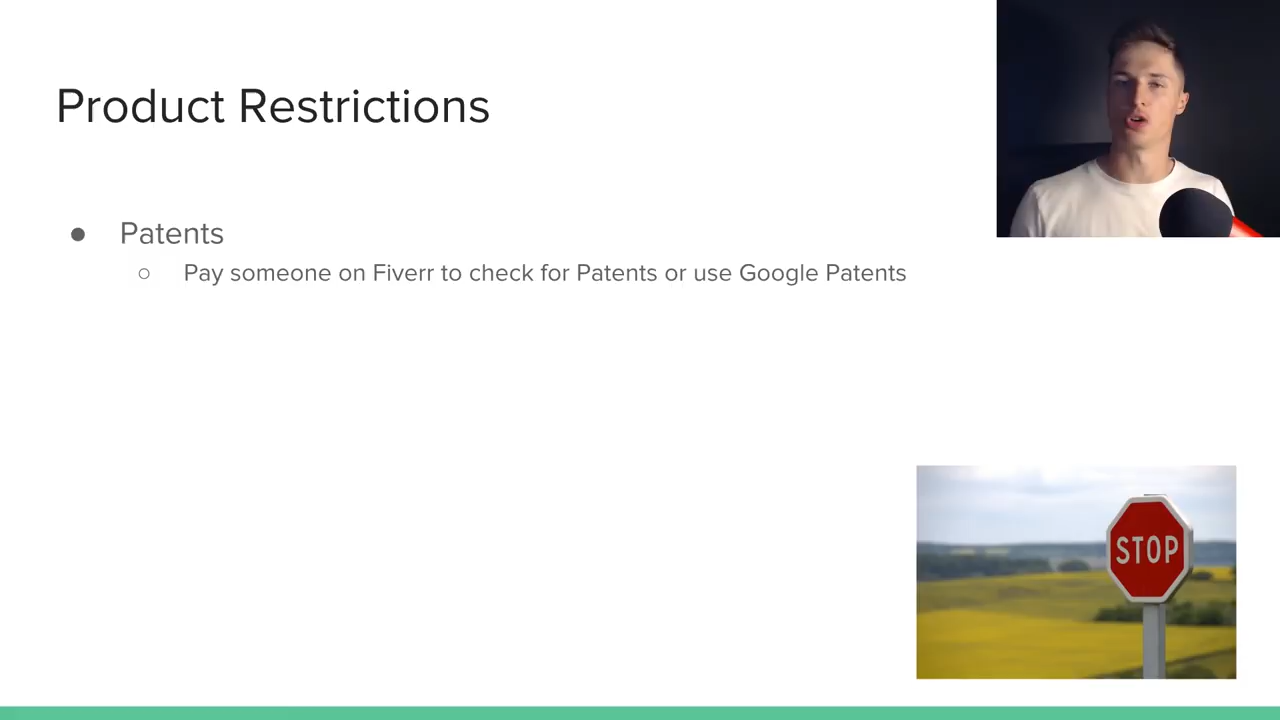 Product Restrictions
Patents
Pay someone on Fiverr to check for Patents or use Google Patents
STOP